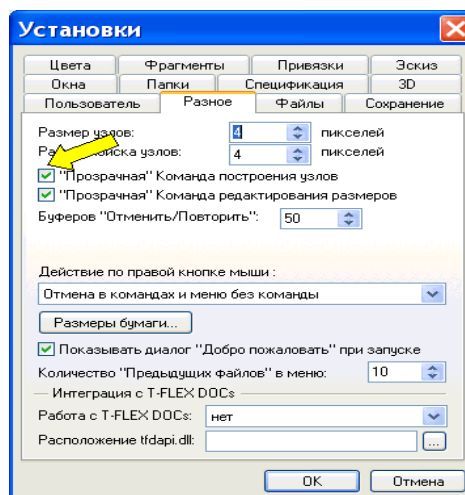 Установки
Цвета Фрагменты Привязки Эскиз
Окна Папки Спецификация 3D
Пользователь Разное Файлы Сохранение
Размер узлов: 4 пикселей
узлов: 4 пикселей
"Прозрачная" Команда построения узлов
"Прозрачная" Команда редактирования размеров
Буферов "Отменить/Повторить": 50
Действие по правой кнопке мыши :
Отмена в командах и меню без команды
Размеры бумаги...
Показывать диалог "Добро пожаловать" при запуске
Количество "Предыдущих файлов" в меню: 10
Интеграция с T-FLEX DOCs
Работа с T-FLEX DOCs: нет
Расположение tfdapi.dll: ...
OK Отмена